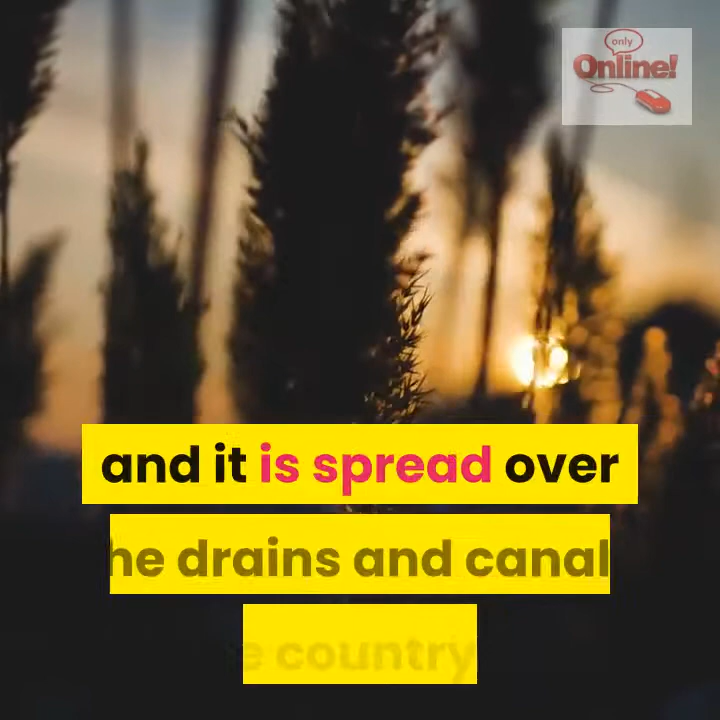 only
Online!
and it is spread over
he drains and canal
e country